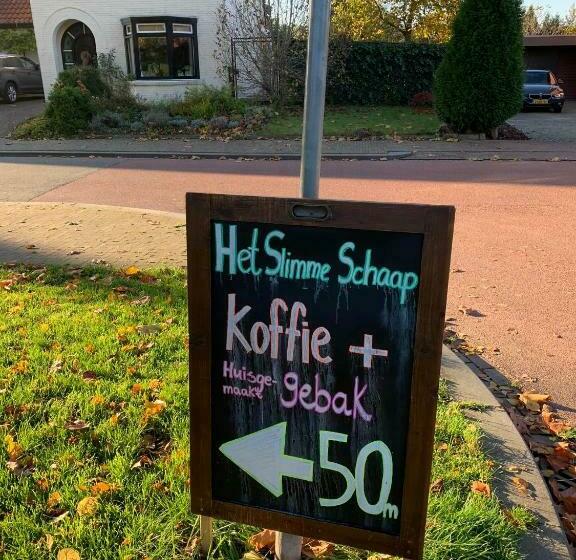 Het Slimme Schaap
Koffie +
Huisge-
maakt gebak
50m